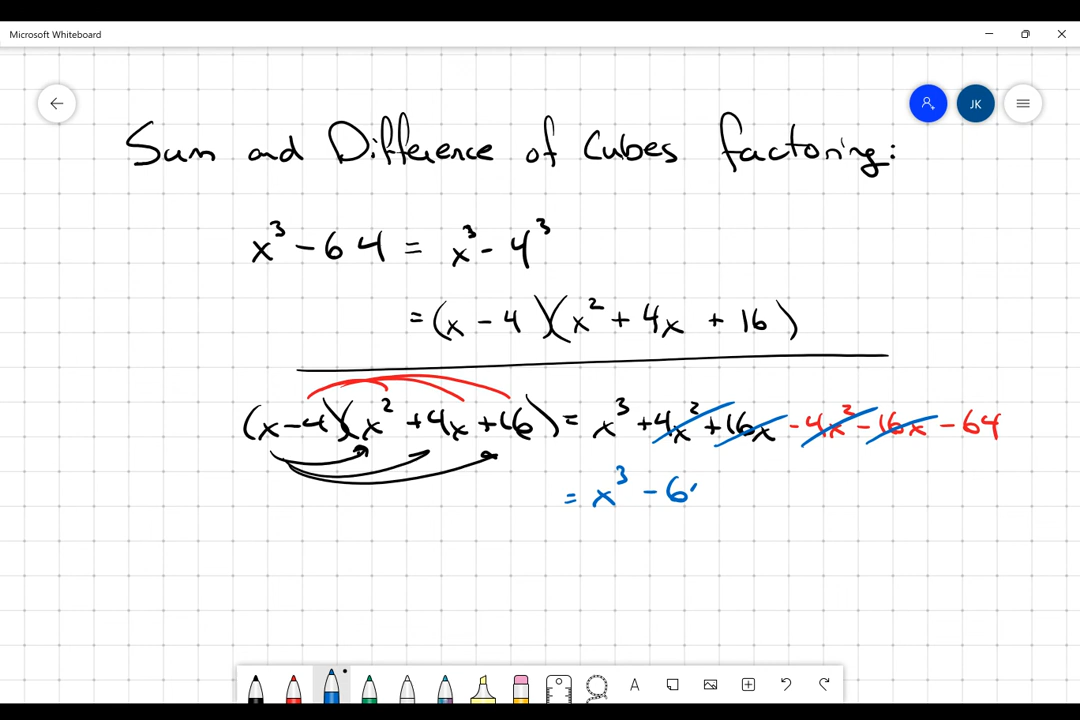 Microsoft Whiteboard
JK
Sum and Difference of Cubes factoring:
x³ - 64 = x³ - 4³
= (x - 4)(x² + 4x + 16)
(x - 4)(x² + 4x + 16) = x³ + 4x² + 16x - 4x² - 16x - 64
= x³ - 6
A